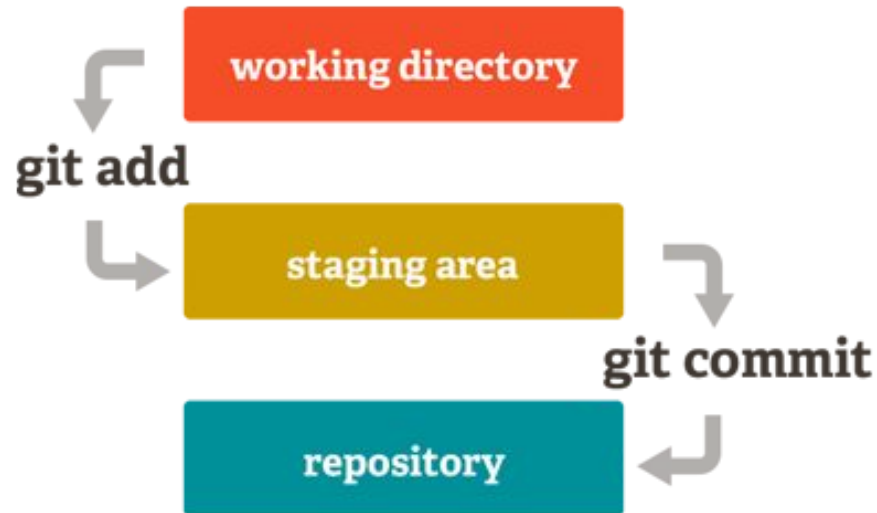 working directory
git add
staging area
git commit
repository